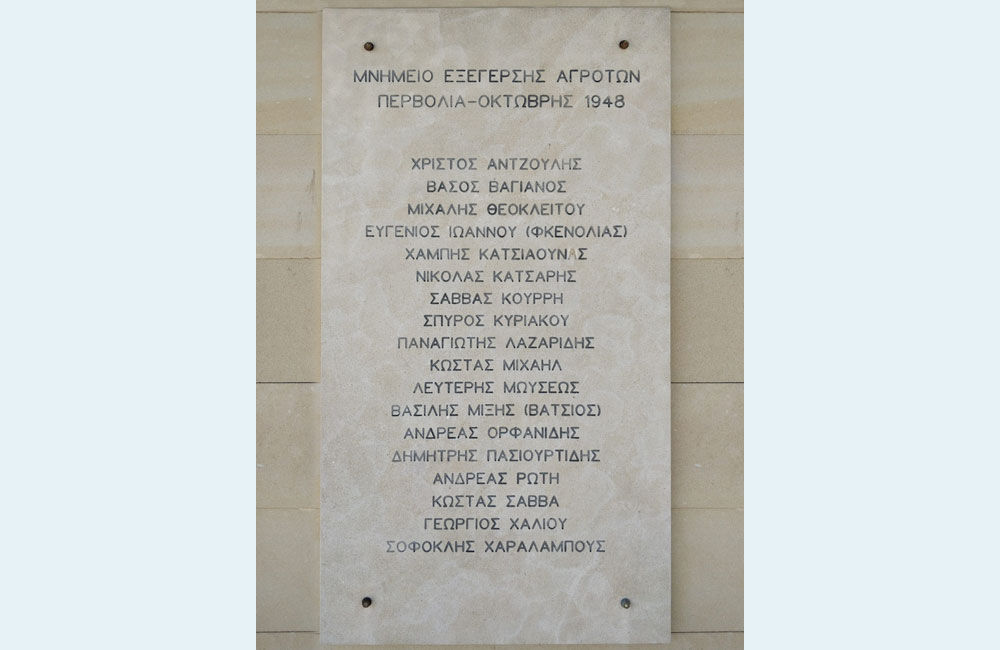 ΜΝΗΜΕΙΟ ΕΞΕΓΕΡΣΗΣ ΑΓΡΟΤΩΝ
ΠΕΡΒΟΛΙΑ-ΟΚΤΩΒΡΗΣ 1948
ΧΡΙΣΤΟΣ ΑΝΤΖΟΥΛΗΣ
ΒΑΣΟΣ ΒΑΓΙΑΝΟΣ
ΜΙΧΑΛΗΣ ΘΕΟΚΛΕΙΤΟΥ
ΕΥΓΕΝΙΟΣ ΙΩΑΝΝΟΥ (ΦΚΕΝΟΛΙΑΣ)
ΧΑΜΠΗΣ ΚΑΤΣΙΑΟΥΝΑΣ
ΝΙΚΟΛΑΣ ΚΑΤΣΑΡΗΣ
ΣΑΒΒΑΣ ΚΟΥΡΡΗ
ΣΠΥΡΟΣ ΚΥΡΙΑΚΟΥ
ΠΑΝΑΓΙΩΤΗΣ ΛΑΖΑΡΙΔΗΣ
ΚΩΣΤΑΣ ΜΙΧΑΗΛ
ΛΕΥΤΕΡΗΣ ΜΩΥΣΕΩΣ
ΒΑΣΙΛΗΣ ΜΙΞΗΣ (ΒΑΤΣΙΟΣ)
ΑΝΔΡΕΑΣ ΟΡΦΑΝΙΔΗΣ
ΔΗΜΗΤΡΗΣ ΠΑΣΙΟΥΡΤΙΔΗΣ
ΑΝΔΡΕΑΣ ΡΩΤΗ
ΚΩΣΤΑΣ ΣΑΒΒΑ
ΓΕΩΡΓΙΟΣ ΧΑΛΙΟΥ
ΣΟΦΟΚΛΗΣ ΧΑΡΑΛΑΜΠΟΥΣ